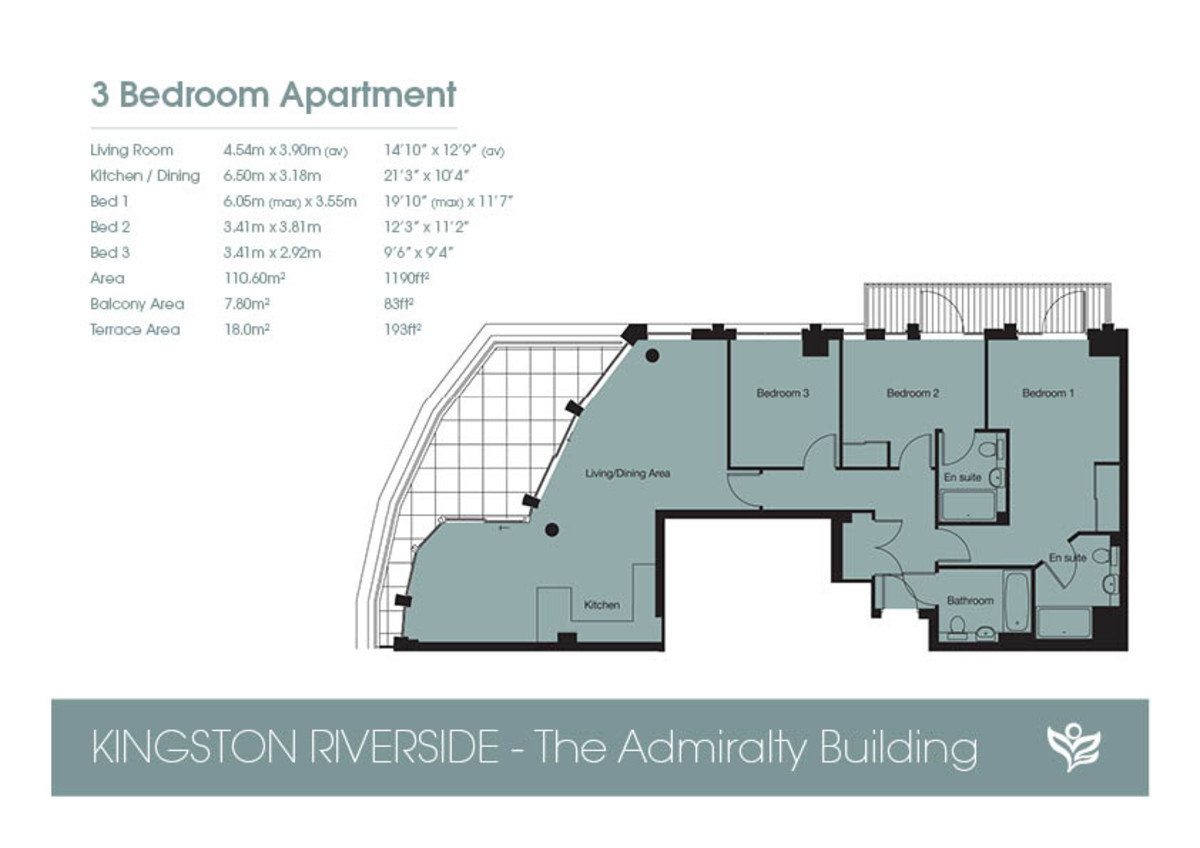 3 Bedroom Apartment
Living Room 4.54m x 3.90m (av) 14'10" x 12'9" (av)
Kitchen / Dining 6.50m x 3.18m 21'3" x 10'4"
Bed 1 6.05m (max) x 3.55m 19'10" (max) x 11'7"
Bed 2 3.41m x 3.81m 12'3" x 11'2"
Bed 3 3.41m x 2.92m 9'6" x 9'4"
Area 110.60m² 1190ft²
Balcony Area 7.80m² 83ft²
Terrace Area 18.0m² 193ft²
Bedroom 3
Bedroom 2
Bedroom 1
Living/Dining Area
En suite
En suite
Kitchen
Bathroom
KINGSTON RIVERSIDE - The Admiralty Building